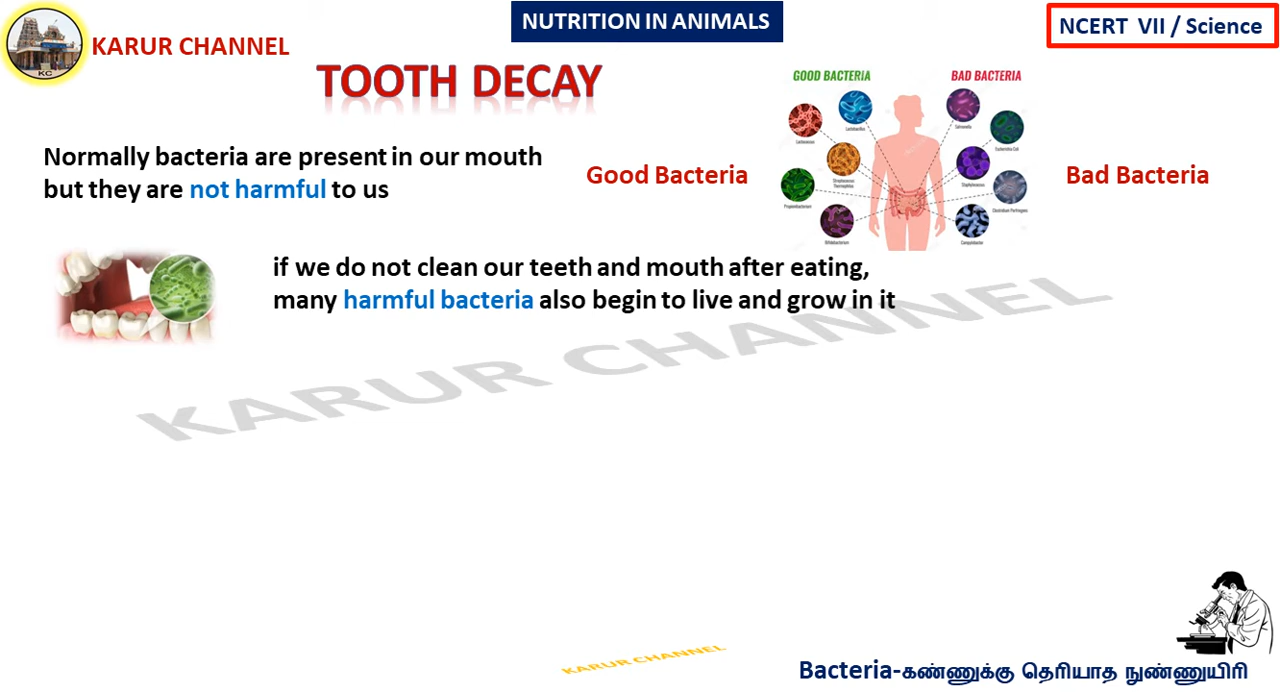 NUTRITION IN ANIMALS
NCERT VII / Science
KARUR CHANNEL
KC
TOOTH DECAY
GOOD BACTERIA
BAD BACTERIA
Lactobacillus
Salmonella
Normally bacteria are present in our mouth
but they are not harmful to us
Good Bacteria
Bad Bacteria
if we do not clean our teeth and mouth after eating,
many harmful bacteria also begin to live and grow in it
KARUR CHANNEL
KARUR CHANNEL
Bacteria-கண்ணுக்கு தெரியாத நுண்ணுயிரி